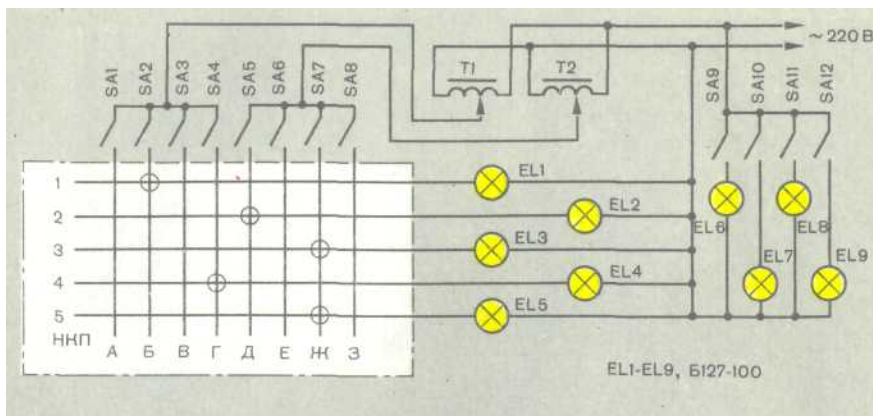 SA1 SA2 SA3 SA4 SA5 SA6 SA7 SA8
T1 T2
~ 220 В
SA9 SA10 SA11 SA12
1 EL1
2 EL2
3 EL3
4 EL4
5 EL5
EL6 EL8
EL7 EL9
НКП А Б В Г Д Е Ж З
EL1-EL9, Б127-100